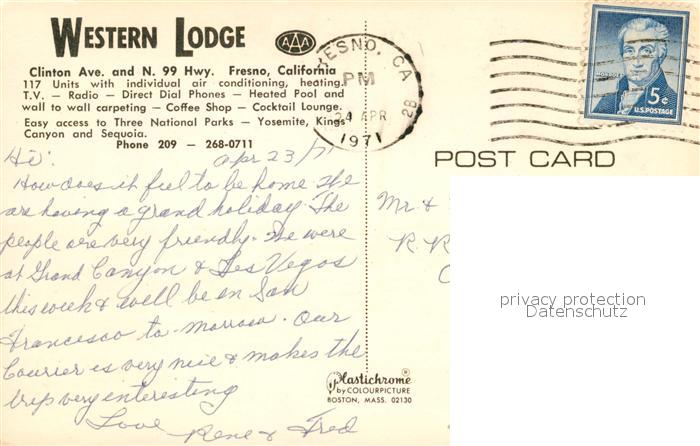 WESTERN LODGE
AAA
Clinton Ave. and N. 99 Hwy. Fresno, California
117 Units with individual air conditioning, heating,
T.V. — Radio — Direct Dial Phones — Heated Pool and
wall to wall carpeting — Coffee Shop — Cocktail Lounge.
Easy access to Three National Parks — Yosemite, Kings
Canyon and Sequoia.
Phone 209 — 268-0711
Hi! apr 23/71
How does it feel to be home. We
are having a grand holiday. The
people are very friendly. We were
at Grand Canyon & Les Vegas
this week & will be in San
Francisco to-morrow. Our
Courier is very nice & makes the
trip very interesting
Love
Rene & Fred
FRESNO, CA
PM
24 APR
1971
2B
5¢
U.S. POSTAGE
POST CARD
Mr &
R.R
privacy protection
Datenschutz
Plastichrome
by COLOURPICTURE
BOSTON, MASS. 02130